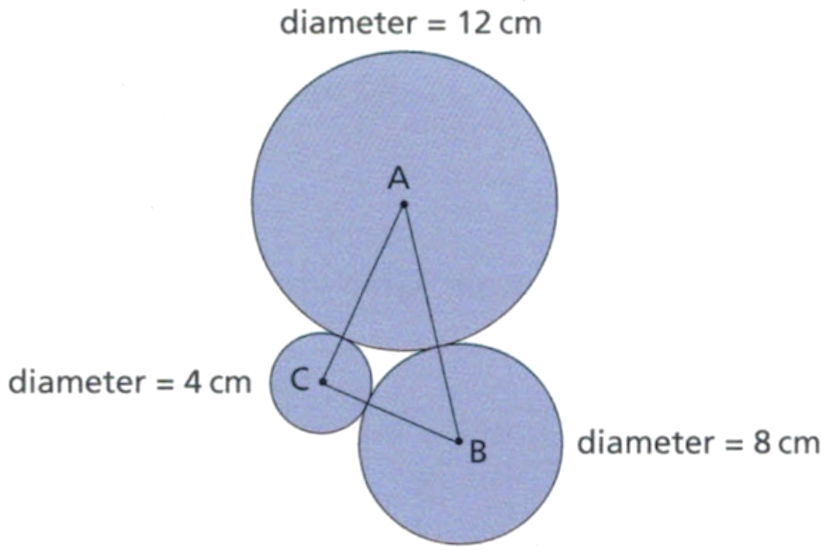 diameter = 12 cm
A
diameter = 4 cm
C
B
diameter = 8 cm